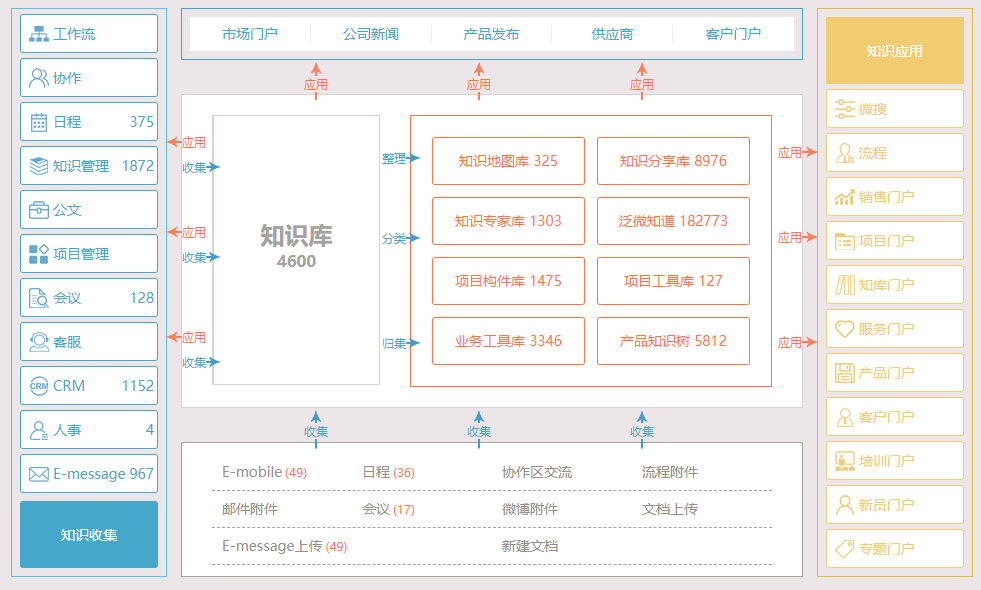 工作流
协作
日程 375
知识管理 1872
公文
项目管理
会议 128
客服
CRM CRM 1152
人事 4
E-message 967
知识收集
市场门户 公司新闻 产品发布 供应商 客户门户
应用 应用 应用
应用
收集
应用
收集
应用
收集
知识库
4600
整理
分类
归集
知识地图库 325 知识分享库 8976
知识专家库 1303 泛微知道 182773
项目构件库 1475 项目工具库 127
业务工具库 3346 产品知识树 5812
应用
应用
应用
收集 收集 收集
E-mobile (49) 日程 (36) 协作区交流 流程附件
邮件附件 会议 (17) 微博附件 文档上传
E-message上传 (49) 新建文档
知识应用
微搜
流程
销售门户
项目门户
知库门户
服务门户
产品门户
客户门户
培训门户
新员门户
专题门户